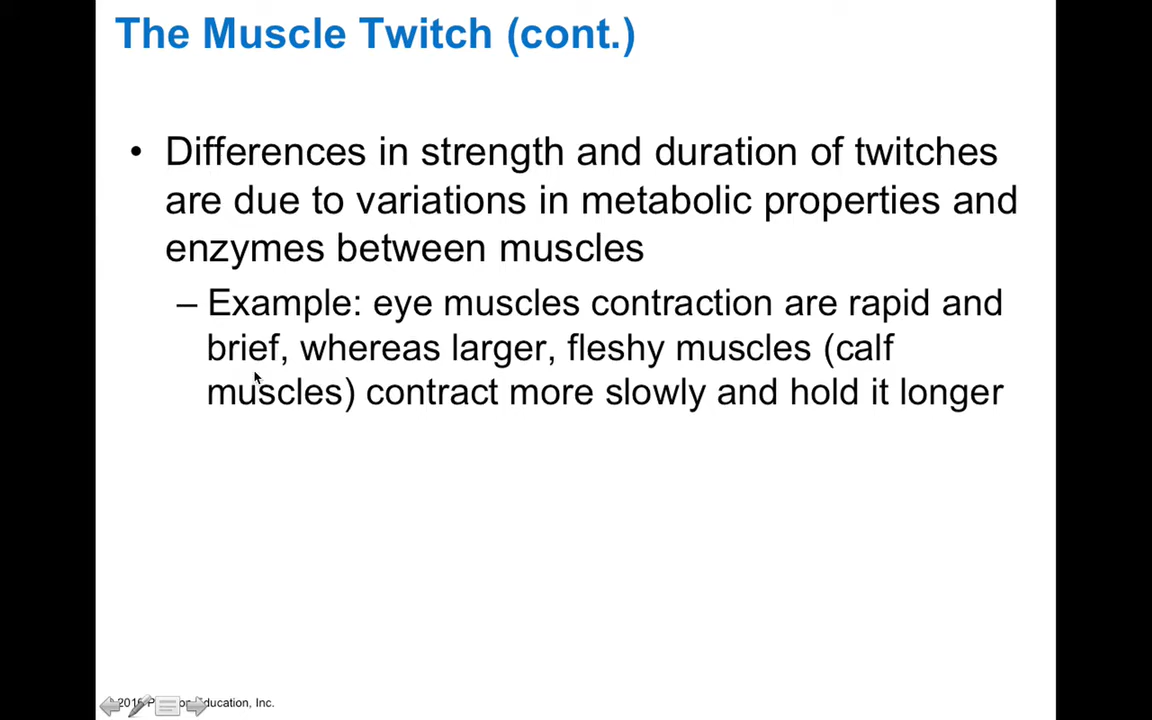 The Muscle Twitch (cont.)
• Differences in strength and duration of twitches
are due to variations in metabolic properties and
enzymes between muscles
– Example: eye muscles contraction are rapid and
brief, whereas larger, fleshy muscles (calf
muscles) contract more slowly and hold it longer
Education, Inc.